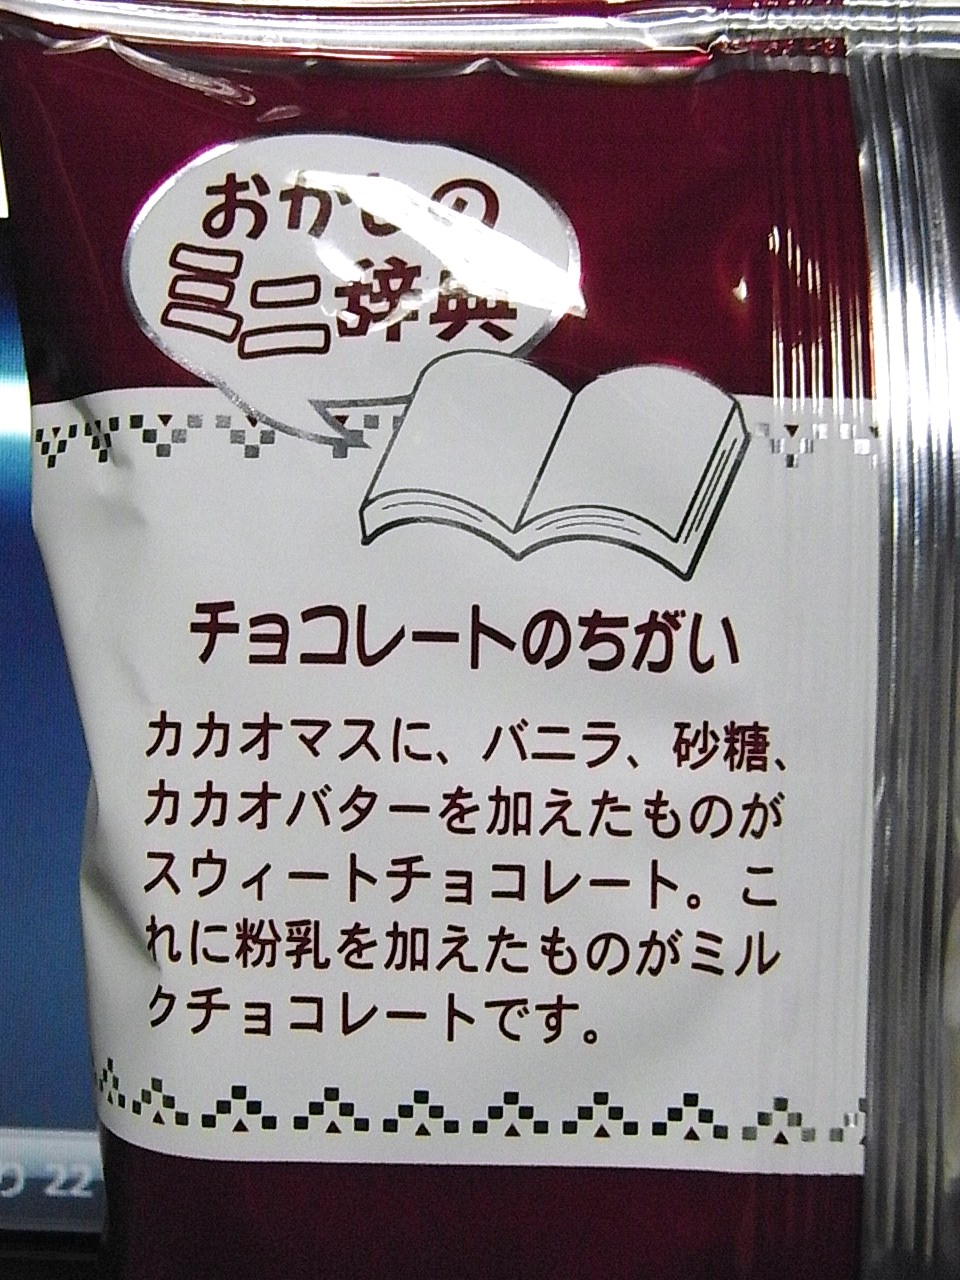 おかしの
ミニ辞典
チョコレートのちがい
カカオマスに、バニラ、砂糖、
カカオバターを加えたものが
スウィートチョコレート。こ
れに粉乳を加えたものがミル
クチョコレートです。
22